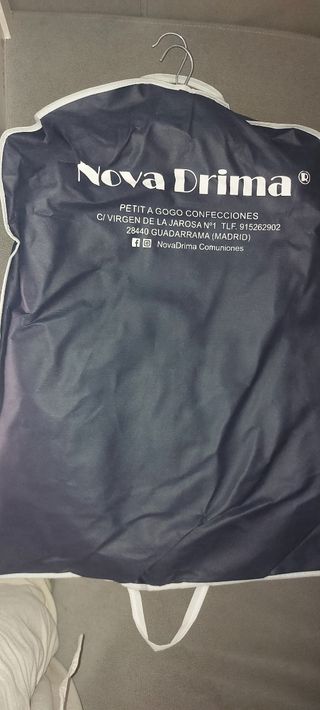 Nova Drima ®
PETIT A GOGO CONFECCIONES
C/ VIRGEN DE LA JAROSA Nº1 TLF. 915262902
28440 GUADARRAMA (MADRID)
NovaDrima Comuniones